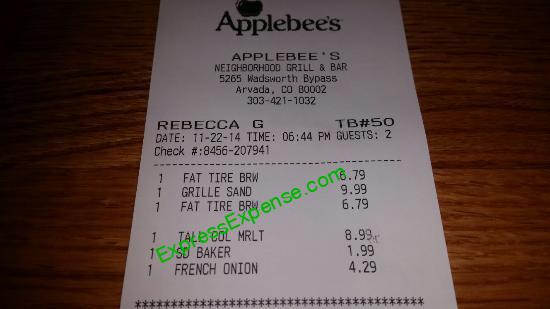 Applebee's
APPLEBEE'S
NEIGHBORHOOD GRILL & BAR
5265 Wadsworth Bypass
Arvada, CO 80002
303-421-1032
REBECCA G TB#50
DATE: 11-22-14 TIME: 06:44 PM GUESTS: 2
Check #:8456-207941
1 FAT TIRE BRW 6.79
1 GRILLE SAND 9.99
1 FAT TIRE BRW 6.79
1 TALL COL MRLT 8.99
1 SD BAKER 1.99
1 FRENCH ONION 4.29
ExpressExpense.com